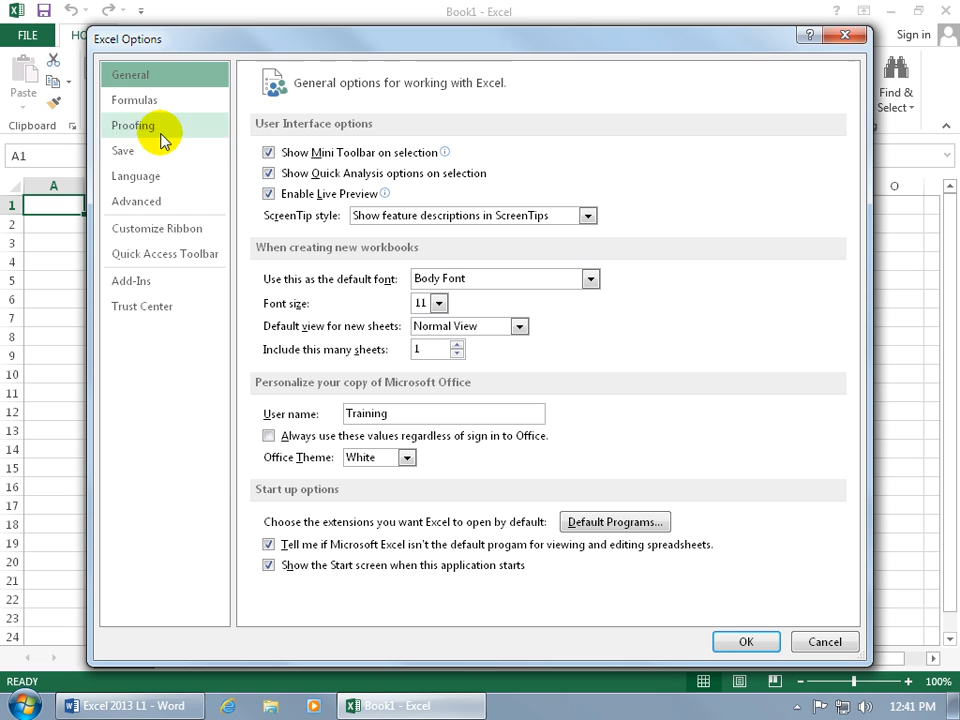 Book1 - Excel
FILE
HO
Sign in
Excel Options
Paste
Clipboard
Find &
Select
A1
A
O
1
2
3
4
5
6
7
8
9
10
11
12
13
14
15
16
17
18
19
20
21
22
23
24
General
Formulas
Proofing
Save
Language
Advanced
Customize Ribbon
Quick Access Toolbar
Add-Ins
Trust Center
General options for working with Excel.
User Interface options
Show Mini Toolbar on selection
Show Quick Analysis options on selection
Enable Live Preview
ScreenTip style: Show feature descriptions in ScreenTips
When creating new workbooks
Use this as the default font: Body Font
Font size: 11
Default view for new sheets: Normal View
Include this many sheets: 1
Personalize your copy of Microsoft Office
User name: Training
Always use these values regardless of sign in to Office.
Office Theme: White
Start up options
Choose the extensions you want Excel to open by default: Default Programs...
Tell me if Microsoft Excel isn't the default progam for viewing and editing spreadsheets.
Show the Start screen when this application starts
OK
Cancel
READY
100%
Excel 2013 L1 - Word
Book1 - Excel
12:41 PM